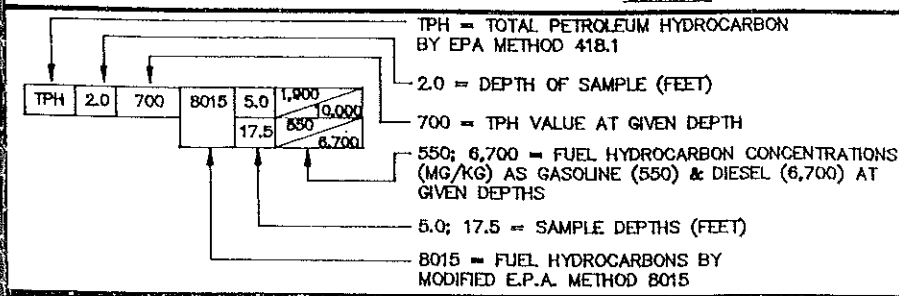 TPH = TOTAL PETROLEUM HYDROCARBON
BY EPA METHOD 418.1
2.0 = DEPTH OF SAMPLE (FEET)
TPH 2.0 700 8015 5.0 1,900 10,000
17.5 550 6,700
700 = TPH VALUE AT GIVEN DEPTH
550; 6,700 = FUEL HYDROCARBON CONCENTRATIONS
(MG/KG) AS GASOLINE (550) & DIESEL (6,700) AT
GIVEN DEPTHS
5.0; 17.5 = SAMPLE DEPTHS (FEET)
8015 = FUEL HYDROCARBONS BY
MODIFIED E.P.A. METHOD 8015